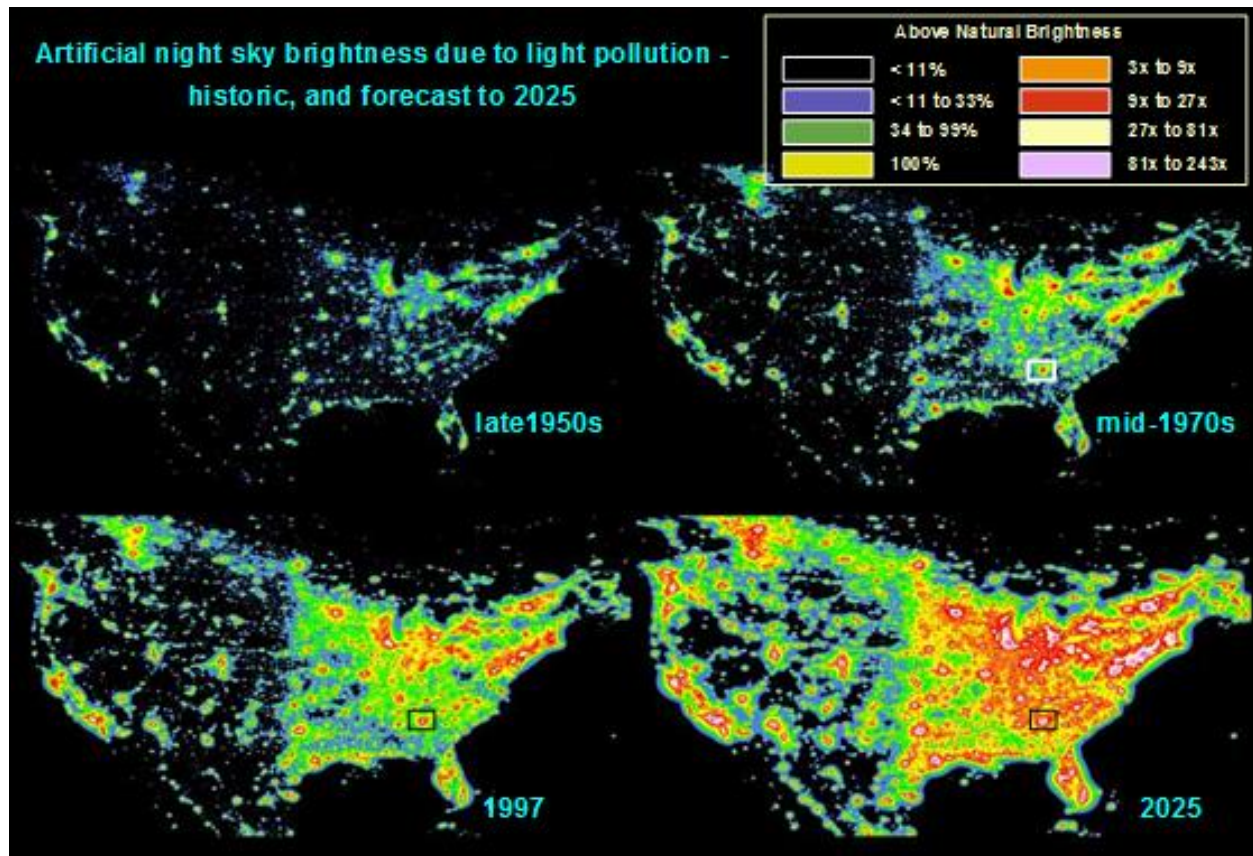 Artificial night sky brightness due to light pollution -
historic, and forecast to 2025
Above Natural Brightness
< 11%
< 11 to 33%
34 to 99%
100%
3x to 9x
9x to 27x
27x to 81x
81x to 243x
late1950s
mid-1970s
1997
2025